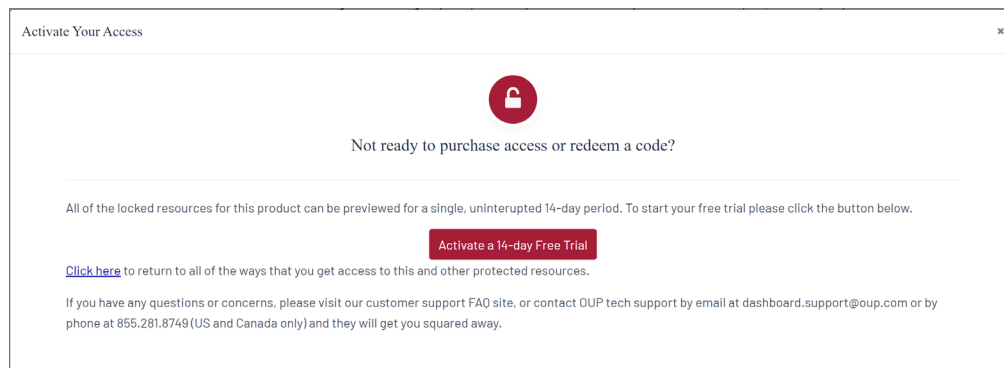 Activate Your Access
Not ready to purchase access or redeem a code?
All of the locked resources for this product can be previewed for a single, uninterupted 14-day period. To start your free trial please click the button below.
Activate a 14-day Free Trial
Click here to return to all of the ways that you get access to this and other protected resources.
If you have any questions or concerns, please visit our customer support FAQ site, or contact OUP tech support by email at dashboard.support@oup.com or by
phone at 855.281.8749 (US and Canada only) and they will get you squared away.